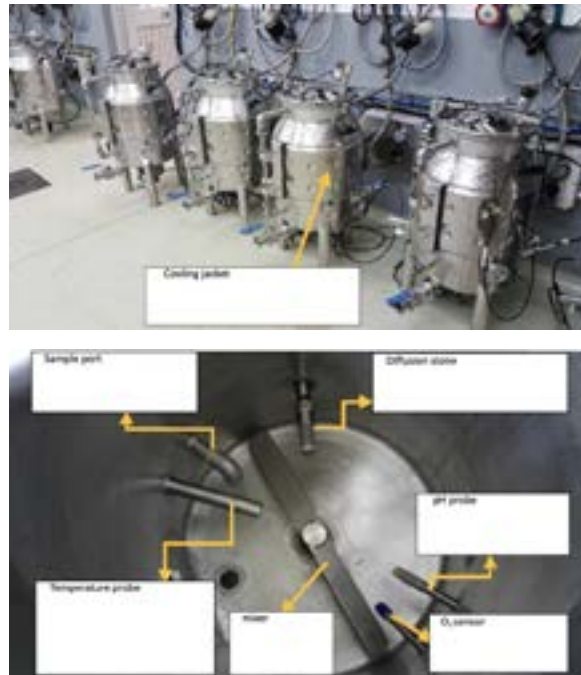 Cooling jacket
Sample port
Diffusion stone
pH probe
Temperature probe
mixer
O₂ sensor